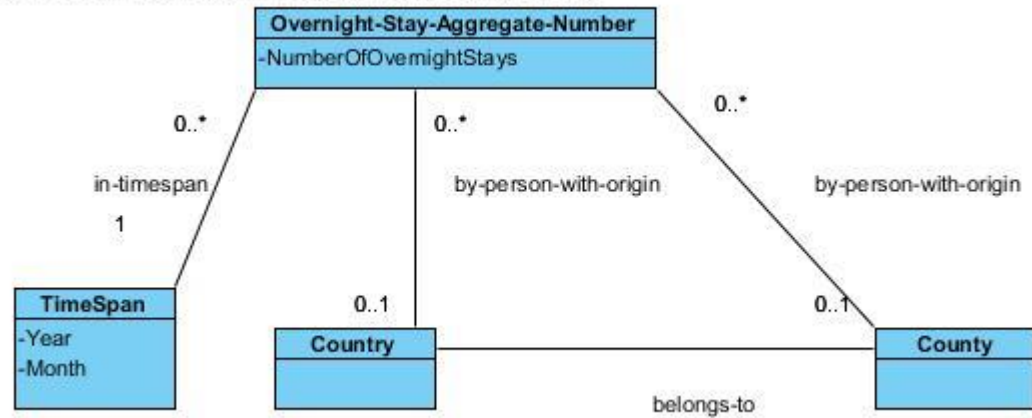 Overnight-Stay-Aggregate-Number
-NumberOfOvernightStays
0..*
0..*
0..*
in-timespan
by-person-with-origin
by-person-with-origin
1
TimeSpan
-Year
-Month
0..1
0..1
Country
County
belongs-to